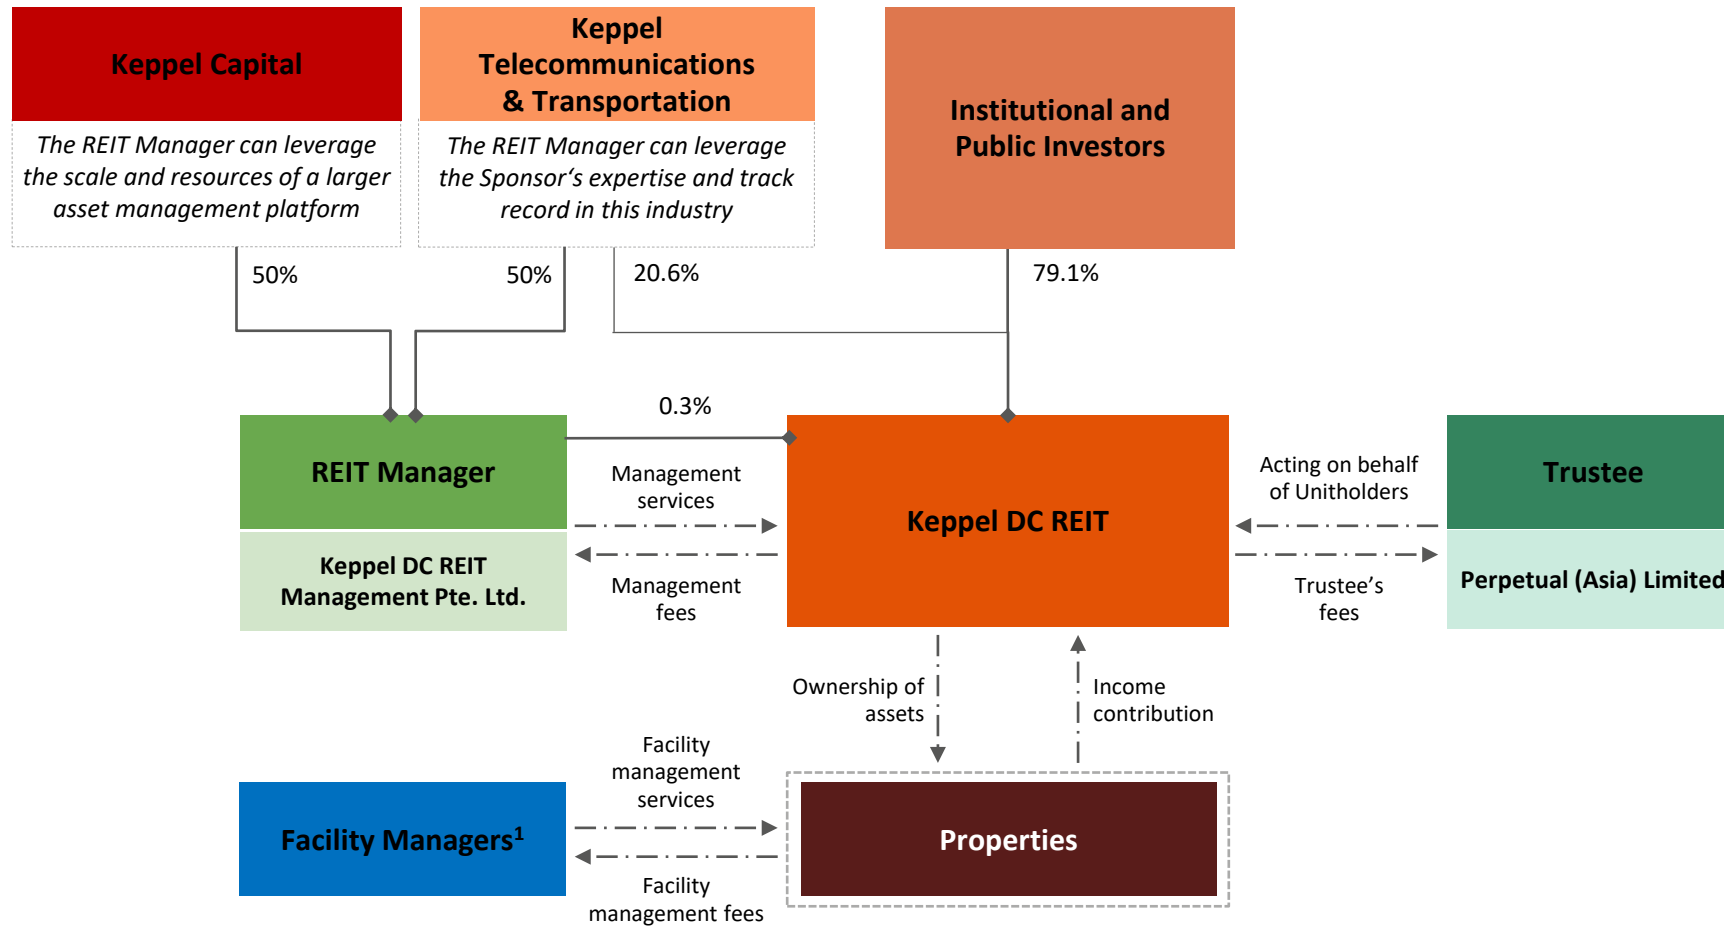 Keppel Capital
Keppel
Telecommunications
& Transportation
Institutional and
Public Investors
The REIT Manager can leverage
the scale and resources of a larger
asset management platform
The REIT Manager can leverage
the Sponsor‘s expertise and track
record in this industry
50%
50%
20.6%
79.1%
0.3%
REIT Manager
Keppel DC REIT
Management Pte. Ltd.
Management
services
Management
fees
Keppel DC REIT
Acting on behalf
of Unitholders
Trustee’s
fees
Trustee
Perpetual (Asia) Limited
Ownership of
assets
Income
contribution
Facility
management
services
Facility Managers¹
Facility
management fees
Properties